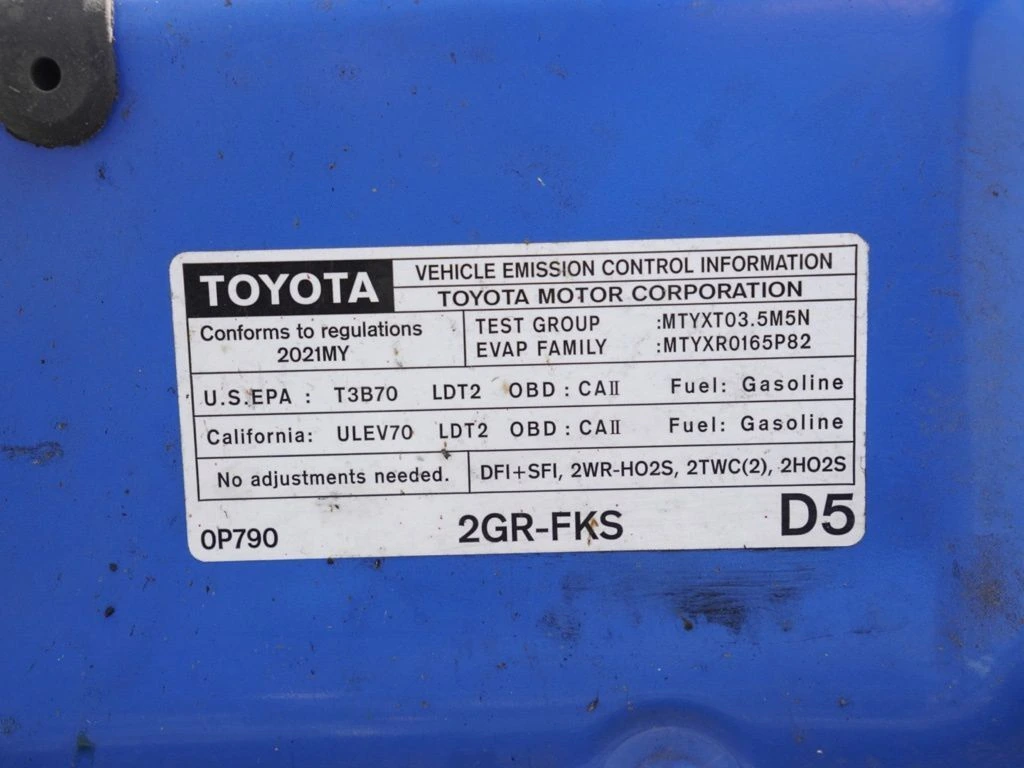 TOYOTA
VEHICLE EMISSION CONTROL INFORMATION
TOYOTA MOTOR CORPORATION
Conforms to regulations
2021MY
TEST GROUP :MTYXT03.5M5N
EVAP FAMILY :MTYXR0165P82
U.S.EPA : T3B70 LDT2 OBD : CAII Fuel: Gasoline
California: ULEV70 LDT2 OBD : CAII Fuel: Gasoline
No adjustments needed.
DFI+SFI, 2WR-HO2S, 2TWC(2), 2HO2S
0P790
2GR-FKS
D5